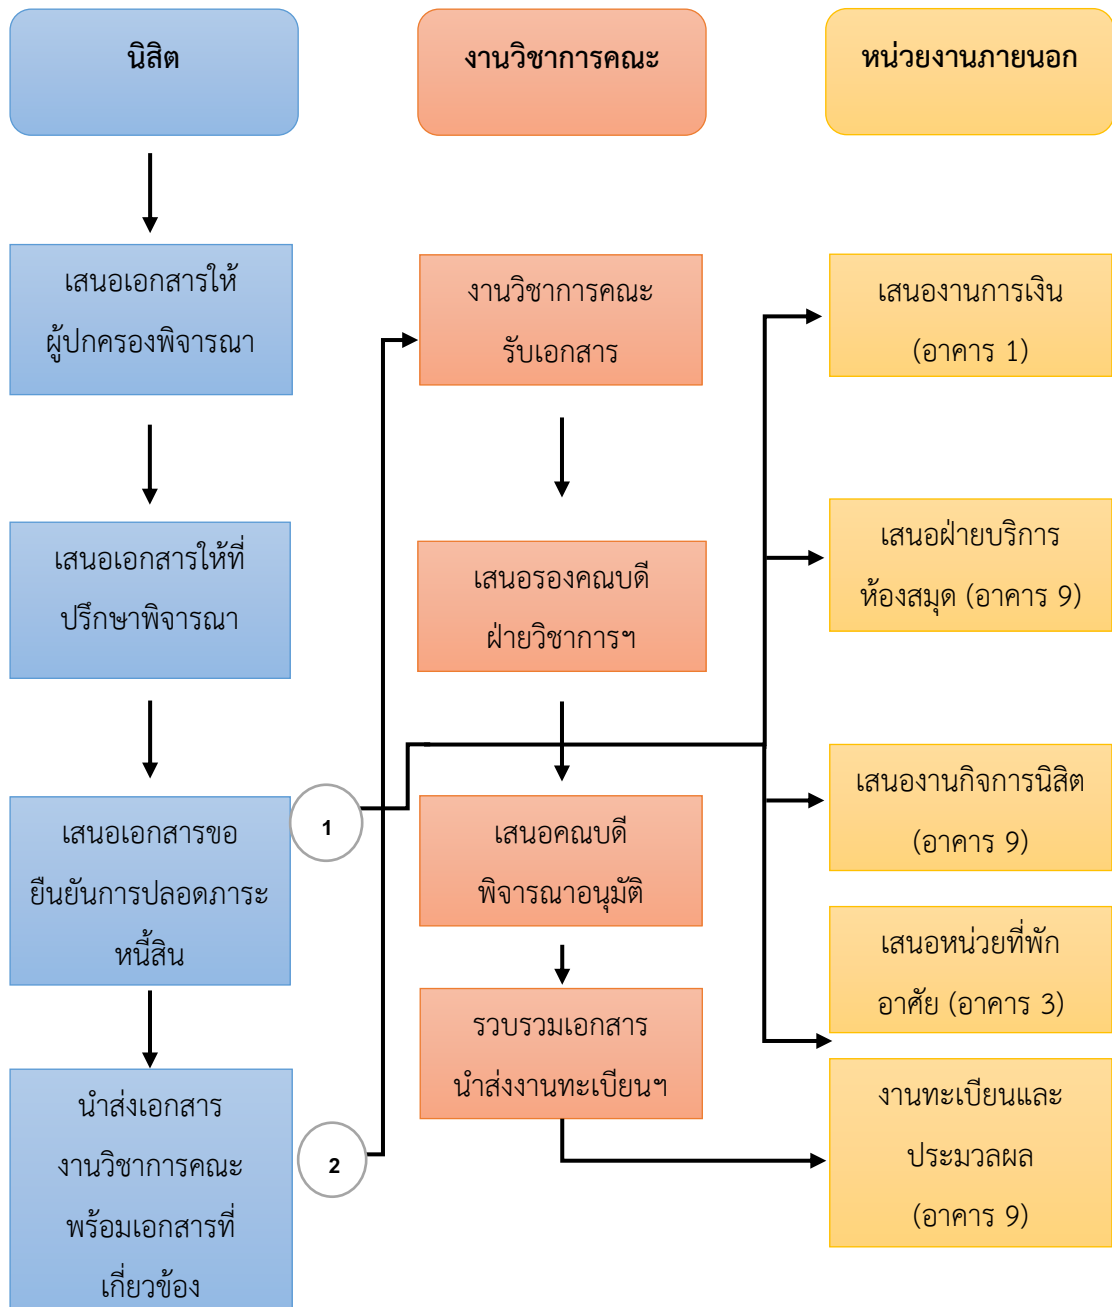 นิสิต
งานวิชาการคณะ
หน่วยงานภายนอก
เสนอเอกสารให้
ผู้ปกครองพิจารณา
เสนอเอกสารให้ที่
ปรึกษาพิจารณา
เสนอเอกสารขอ
ยืนยันการปลอดภาระ
หนี้สิน
1
นำส่งเอกสาร
งานวิชาการคณะ
พร้อมเอกสารที่
เกี่ยวข้อง
2
งานวิชาการคณะ
รับเอกสาร
เสนอรองคณบดี
ฝ่ายวิชาการฯ
เสนอคณบดี
พิจารณาอนุมัติ
รวบรวมเอกสาร
นำส่งงานทะเบียนฯ
เสนองานการเงิน
(อาคาร 1)
เสนอฝ่ายบริการ
ห้องสมุด (อาคาร 9)
เสนองานกิจการนิสิต
(อาคาร 9)
เสนอหน่วยที่พัก
อาศัย (อาคาร 3)
งานทะเบียนและ
ประมวลผล
(อาคาร 9)